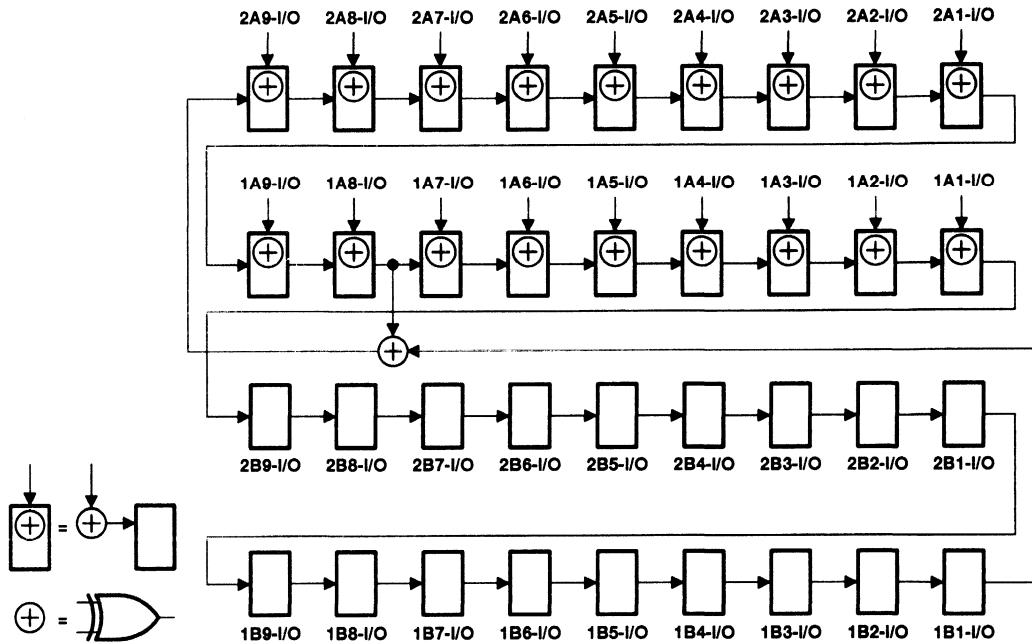 2A9-I/O 2A8-I/O 2A7-I/O 2A6-I/O 2A5-I/O 2A4-I/O 2A3-I/O 2A2-I/O 2A1-I/O
1A9-I/O 1A8-I/O 1A7-I/O 1A6-I/O 1A5-I/O 1A4-I/O 1A3-I/O 1A2-I/O 1A1-I/O
2B9-I/O 2B8-I/O 2B7-I/O 2B6-I/O 2B5-I/O 2B4-I/O 2B3-I/O 2B2-I/O 2B1-I/O
=
=
1B9-I/O 1B8-I/O 1B7-I/O 1B6-I/O 1B5-I/O 1B4-I/O 1B3-I/O 1B2-I/O 1B1-I/O